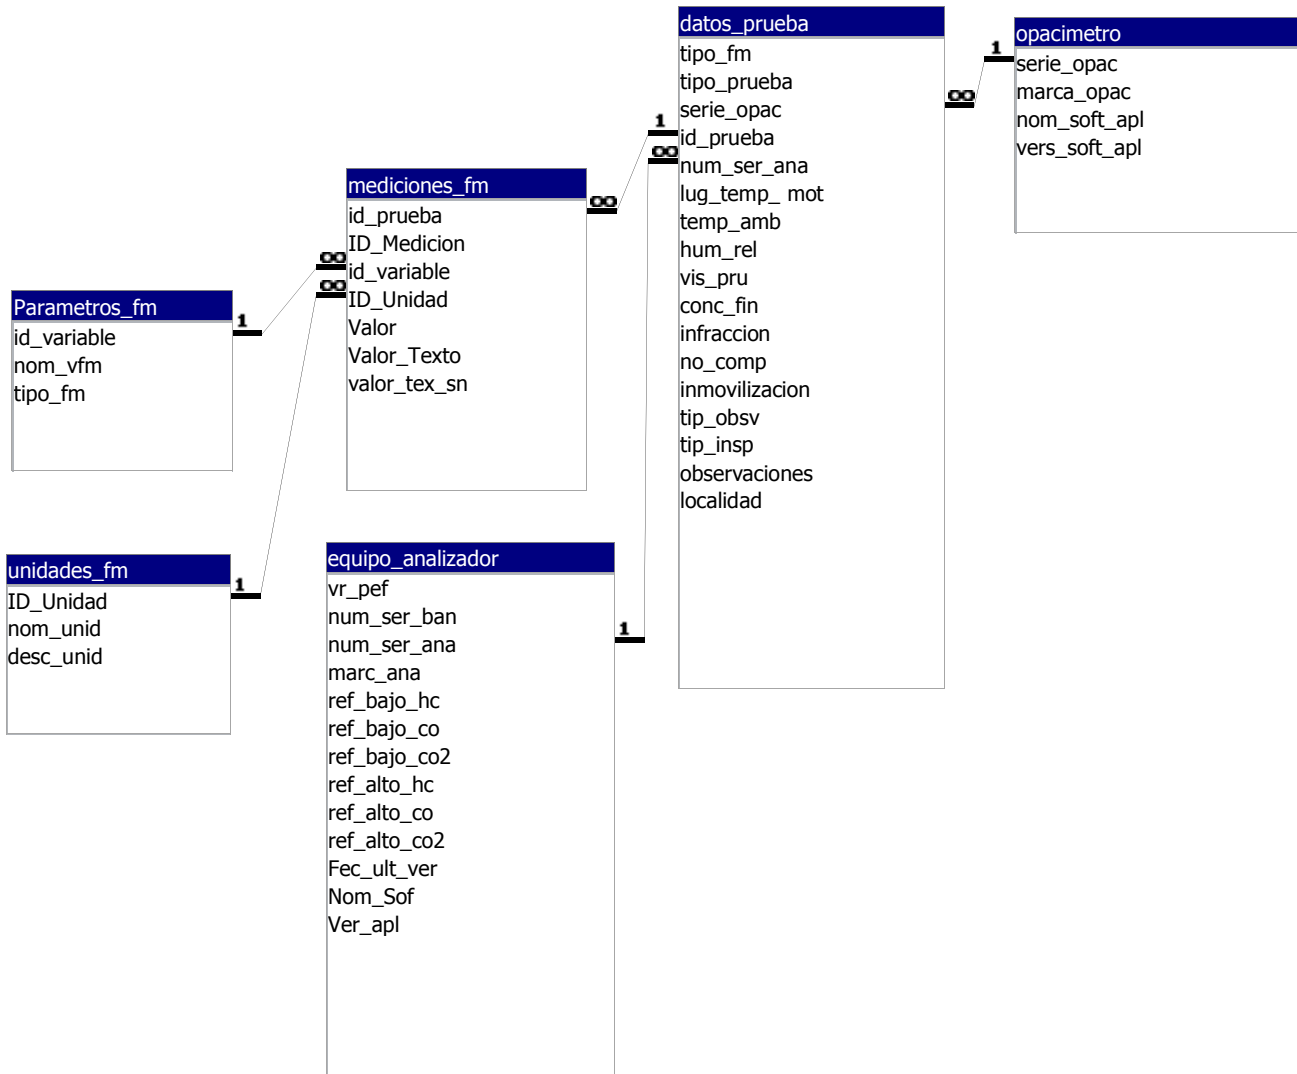 datos_prueba
tipo_fm
tipo_prueba
serie_opac
id_prueba
num_ser_ana
lug_temp_ mot
temp_amb
hum_rel
vis_pru
conc_fin
infraccion
no_comp
inmovilizacion
tip_obsv
tip_insp
observaciones
localidad
opacimetro
serie_opac
marca_opac
nom_soft_apl
vers_soft_apl
1
∞
1
∞
mediciones_fm
id_prueba
ID_Medicion
id_variable
ID_Unidad
Valor
Valor_Texto
valor_tex_sn
∞
∞
∞
Parametros_fm
id_variable
nom_vfm
tipo_fm
1
unidades_fm
ID_Unidad
nom_unid
desc_unid
1
equipo_analizador
vr_pef
num_ser_ban
num_ser_ana
marc_ana
ref_bajo_hc
ref_bajo_co
ref_bajo_co2
ref_alto_hc
ref_alto_co
ref_alto_co2
Fec_ult_ver
Nom_Sof
Ver_apl
1